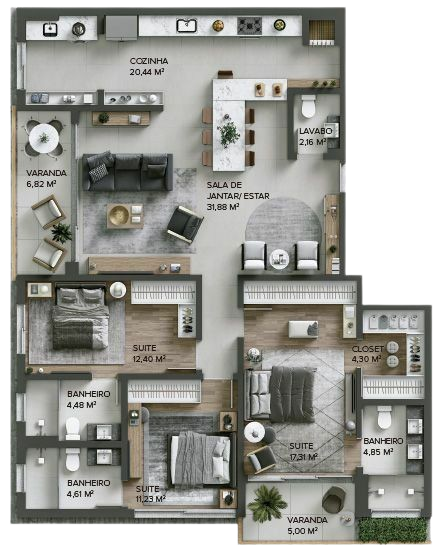 COZINHA
20,44 M²
LAVABO
2,16 M²
VARANDA
6,82 M²
SALA DE
JANTAR/ ESTAR
31,88 M²
SUITE
12,40 M²
CLOSET
4,30 M²
BANHEIRO
4,48 M²
SUITE
17,31 M²
BANHEIRO
4,85 M²
BANHEIRO
4,61 M²
SUITE
11,23 M²
VARANDA
5,00 M²